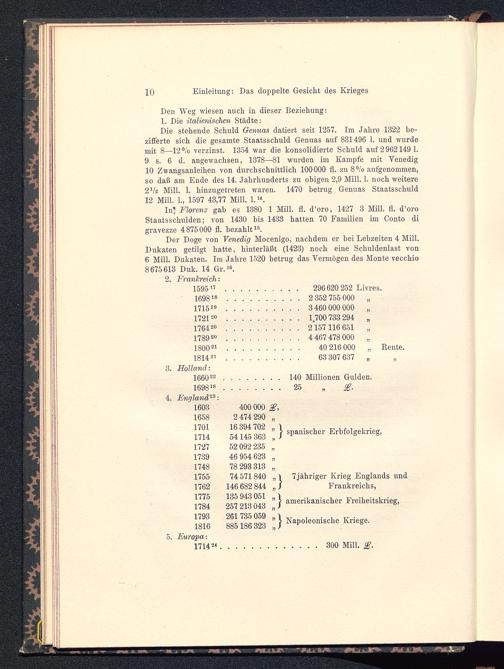 10 Einleitung: Das doppelte Gesicht des Krieges
Den Weg wiesen auch in dieser Beziehung:
1. Die italienischen Städte:
Die stehende Schuld Genuas datiert seit 1257. Im Jahre 1322 be-
zifferte sich die gesamte Staatsschuld Genuas auf 831 496 l. und wurde
mit 8—12 % verzinst. 1354 war die konsolidierte Schuld auf 2 962 149 l.
9 s. 6 d. angewachsen, 1378—81 wurden im Kampfe mit Venedig
10 Zwangsanleihen von durchschnittlich 100 000 fl. zu 8 % aufgenommen,
so daß am Ende des 14. Jahrhunderts zu obigen 2,9 Mill. l. noch weitere
2 1/2 Mill. l. hinzugetreten waren. 1470 betrug Genuas Staatsschuld
12 Mill. l., 1597 43,77 Mill. l.14.
In Florenz gab es 1380 1 Mill. fl. d'oro, 1427 3 Mill. fl. d'oro
Staatsschulden; von 1430 bis 1433 hatten 70 Familien im Conto di
gravezze 4 875 000 fl. bezahlt15.
Der Doge von Venedig Mocenigo, nachdem er bei Lebzeiten 4 Mill.
Dukaten getilgt hatte, hinterläßt (1423) noch eine Schuldenlast von
6 Mill. Dukaten. Im Jahre 1520 betrug das Vermögen des Monte vecchio
8 675 613 Duk. 14 Gr.16.
2. Frankreich:
1595 17 . . . . . . . . . . 296 620 252 Livres.
1698 18 . . . . . . . . . . 2 352 755 000 „
1715 19 . . . . . . . . . . 3 460 000 000 „
1721 20 . . . . . . . . . . 1,700 733 294 „
1764 20 . . . . . . . . . . 2 157 116 651 „
1789 20 . . . . . . . . . . 4 467 478 000 „
1800 21 . . . . . . . . . . 40 216 000 „ Rente.
1814 21 . . . . . . . . . . 63 307 637 „ „
3. Holland:
1660 22 . . . . . . . . 140 Millionen Gulden.
1698 18 . . . . . . . . 25 „ £.
4. England 23:
1603 400 000 £,
1658 2 474 290 „
1701 16 394 702 „
1714 54 145 363 „ } spanischer Erbfolgekrieg,
1727 52 092 235 „
1739 46 954 623 „
1748 78 293 313 „
1755 74 571 840 „
1762 146 682 844 „ } 7jähriger Krieg Englands und Frankreichs,
1775 135 943 051 „
1784 257 213 043 „ } amerikanischer Freiheitskrieg,
1793 261 735 059 „
1816 885 186 323 „ } Napoleonische Kriege.
5. Europa:
1714 24 . . . . . . . . . . . . . 300 Mill. £.